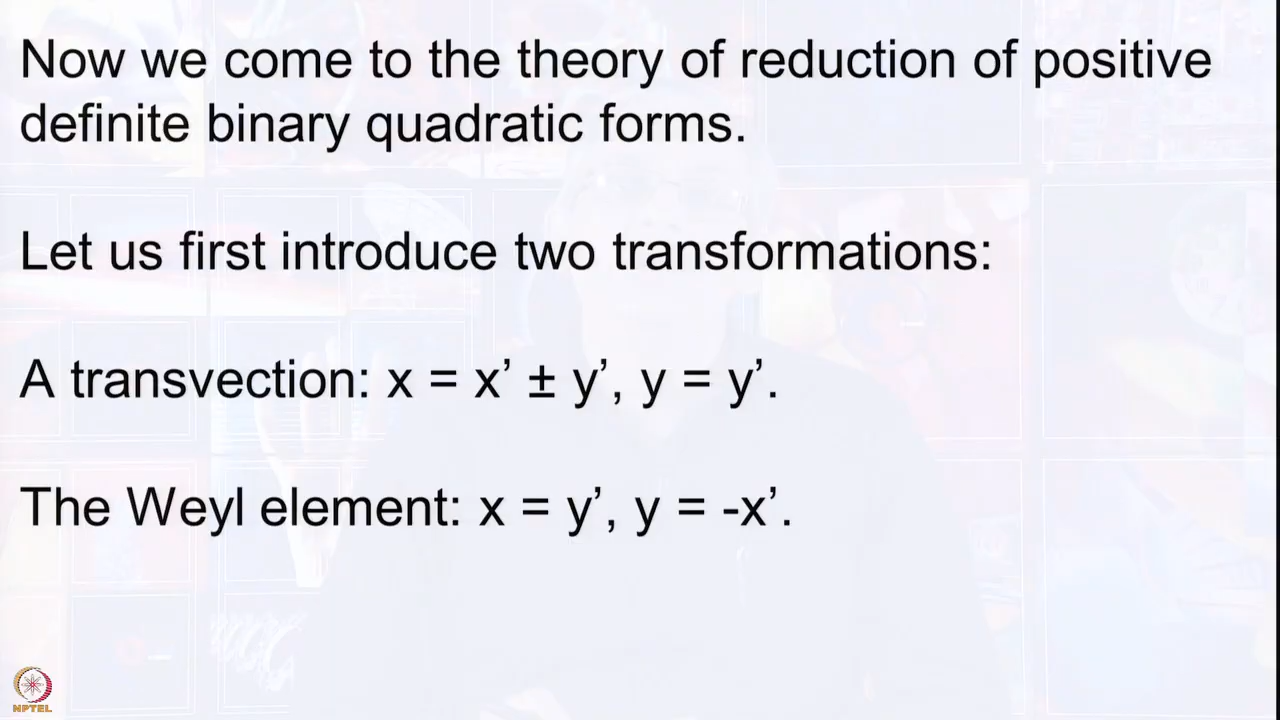 Now we come to the theory of reduction of positive
definite binary quadratic forms.
Let us first introduce two transformations:
A transvection: x = x’ ± y’, y = y’.
The Weyl element: x = y’, y = -x’.
NPTEL